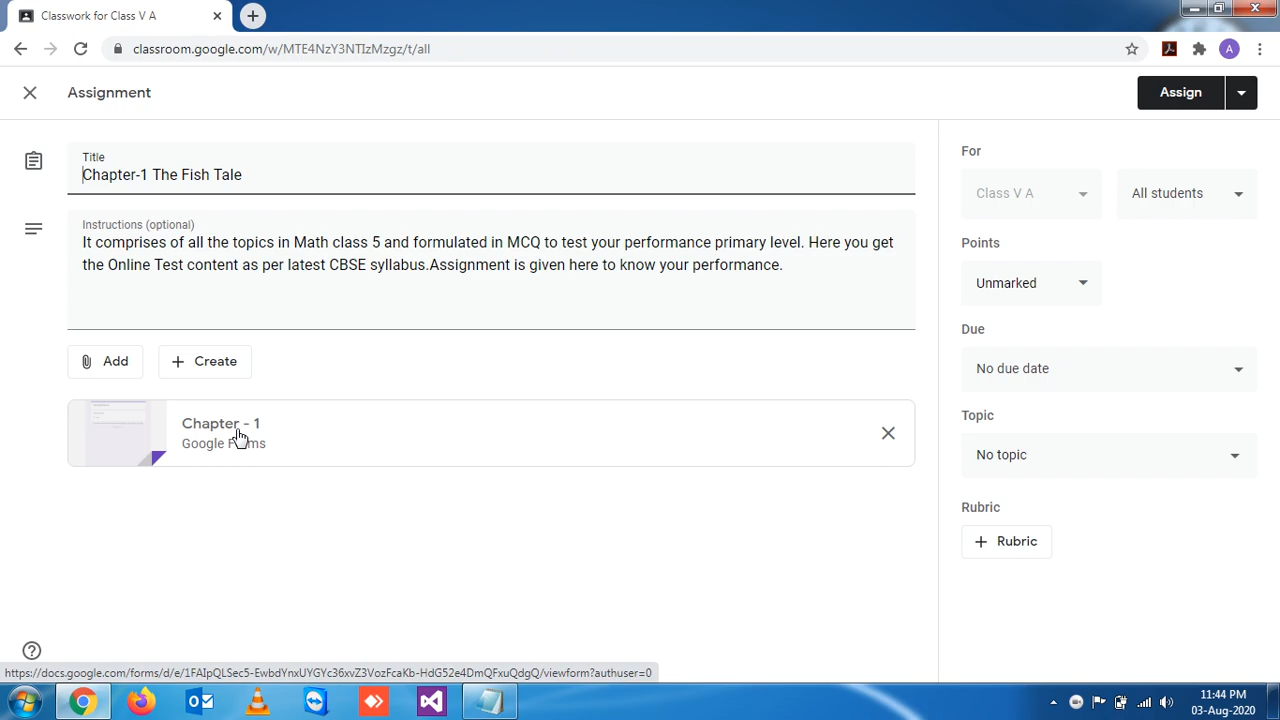 Classwork for Class V A
classroom.google.com/w/MTE4NzY3NTIzMzgz/t/all
A
Assignment
Assign
Title
Chapter-1 The Fish Tale
Instructions (optional)
It comprises of all the topics in Math class 5 and formulated in MCQ to test your performance primary level. Here you get
the Online Test content as per latest CBSE syllabus.Assignment is given here to know your performance.
Add
Create
Chapter - 1
Google Forms
For
Class V A
All students
Points
Unmarked
Due
No due date
Topic
No topic
Rubric
Rubric
https://docs.google.com/forms/d/e/1FAIpQLSec5-EwbdYnxUYGYc36xvZ3VozFcaKb-HdG52e4DmQFxuQdgQ/viewform?authuser=0
11:44 PM
03-Aug-2020